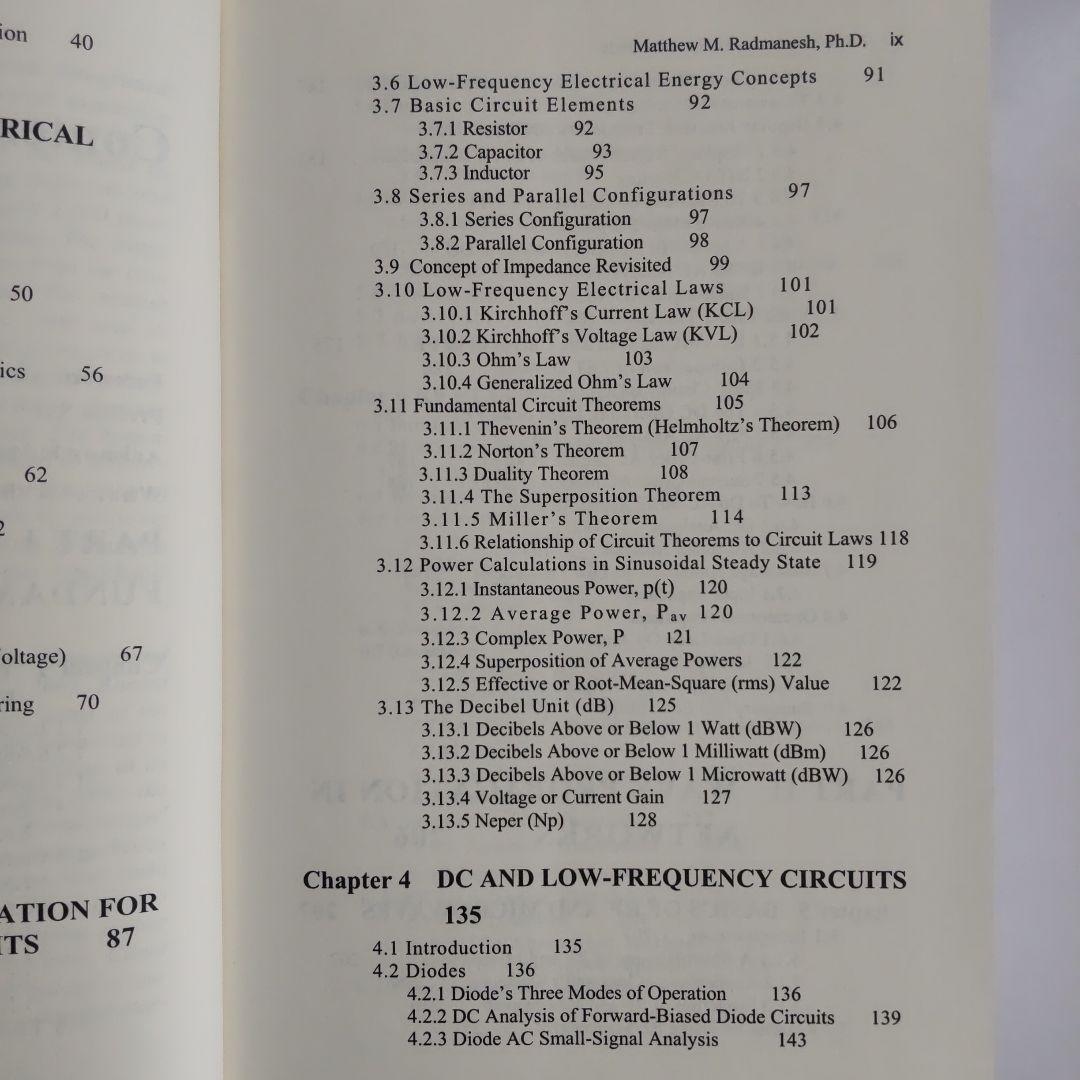 ion 40
RICAL
50
ics 56
62
2
oltage) 67
ring 70
ATION FOR
ITS 87
Matthew M. Radmanesh, Ph.D. ix
3.6 Low-Frequency Electrical Energy Concepts 91
3.7 Basic Circuit Elements 92
3.7.1 Resistor 92
3.7.2 Capacitor 93
3.7.3 Inductor 95
3.8 Series and Parallel Configurations 97
3.8.1 Series Configuration 97
3.8.2 Parallel Configuration 98
3.9 Concept of Impedance Revisited 99
3.10 Low-Frequency Electrical Laws 101
3.10.1 Kirchhoff's Current Law (KCL) 101
3.10.2 Kirchhoff's Voltage Law (KVL) 102
3.10.3 Ohm's Law 103
3.10.4 Generalized Ohm's Law 104
3.11 Fundamental Circuit Theorems 105
3.11.1 Thevenin's Theorem (Helmholtz's Theorem) 106
3.11.2 Norton's Theorem 107
3.11.3 Duality Theorem 108
3.11.4 The Superposition Theorem 113
3.11.5 Miller's Theorem 114
3.11.6 Relationship of Circuit Theorems to Circuit Laws 118
3.12 Power Calculations in Sinusoidal Steady State 119
3.12.1 Instantaneous Power, p(t) 120
3.12.2 Average Power, Pav 120
3.12.3 Complex Power, P 121
3.12.4 Superposition of Average Powers 122
3.12.5 Effective or Root-Mean-Square (rms) Value 122
3.13 The Decibel Unit (dB) 125
3.13.1 Decibels Above or Below 1 Watt (dBW) 126
3.13.2 Decibels Above or Below 1 Milliwatt (dBm) 126
3.13.3 Decibels Above or Below 1 Microwatt (dBW) 126
3.13.4 Voltage or Current Gain 127
3.13.5 Neper (Np) 128
Chapter 4 DC AND LOW-FREQUENCY CIRCUITS
135
4.1 Introduction 135
4.2 Diodes 136
4.2.1 Diode's Three Modes of Operation 136
4.2.2 DC Analysis of Forward-Biased Diode Circuits 139
4.2.3 Diode AC Small-Signal Analysis 143